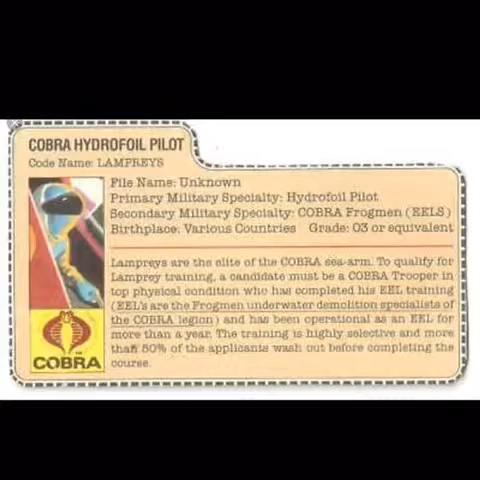 COBRA HYDROFOIL PILOT
Code Name: LAMPREYS
File Name: Unknown
Primary Military Specialty: Hydrofoil Pilot
Secondary Military Specialty: COBRA Frogmen (EELS)
Birthplace: Various Countries Grade: O3 or equivalent
Lampreys are the elite of the COBRA sea-arm. To qualify for
Lamprey training, a candidate must be a COBRA Trooper in
top physical condition who has completed his EEL training
(EEL's are the Frogmen underwater demolition specialists of
the COBRA legion) and has been operational as an EEL for
more than a year. The training is highly selective and more
than 50% of the applicants wash out before completing the
course.
COBRA